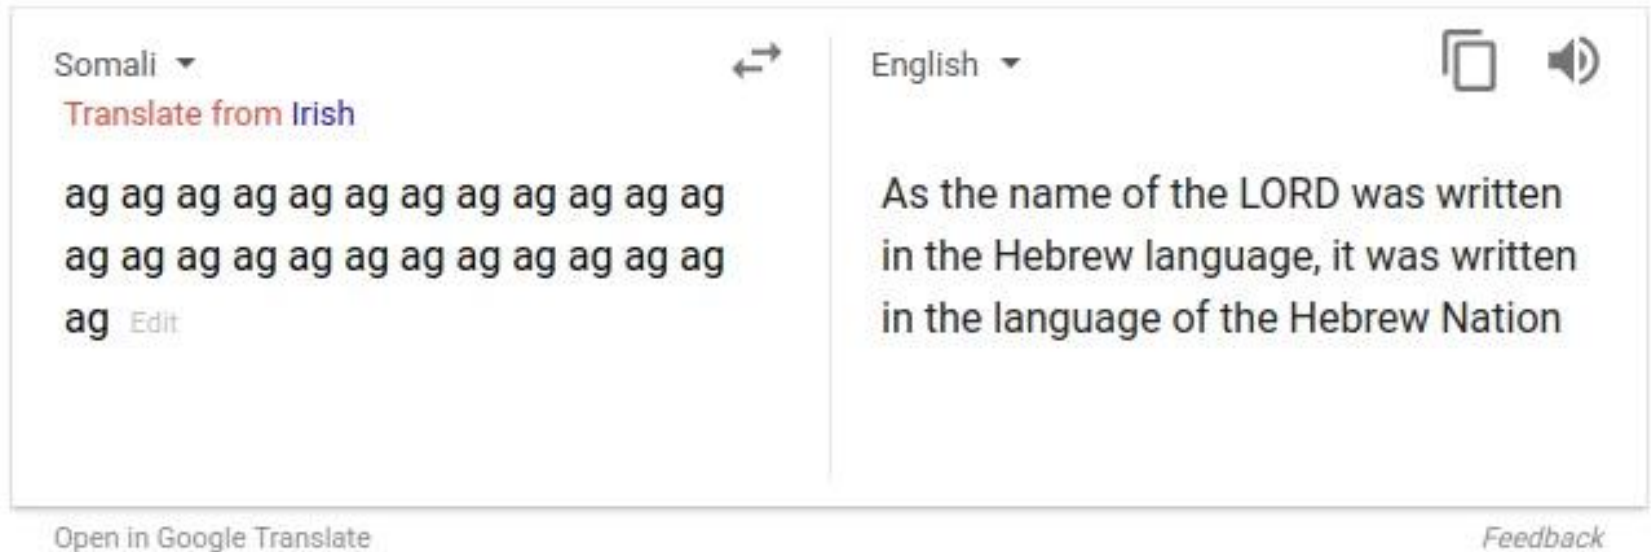 Somali
English
Translate from Irish
ag ag ag ag ag ag ag ag ag ag ag ag
ag ag ag ag ag ag ag ag ag ag ag ag
ag Edit
As the name of the LORD was written
in the Hebrew language, it was written
in the language of the Hebrew Nation
Open in Google Translate
Feedback